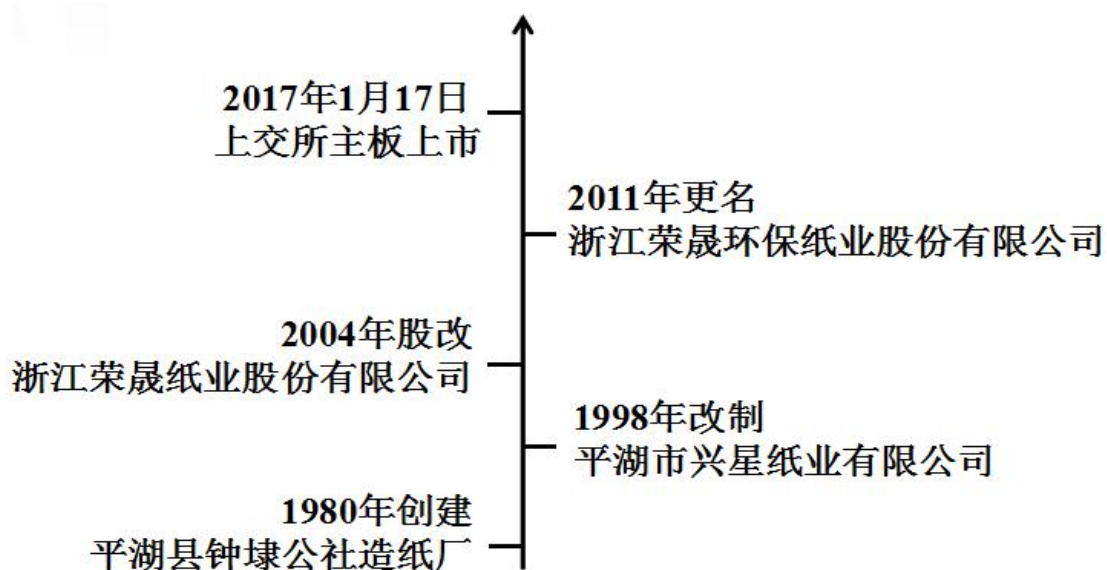 2017年1月17日
上交所主板上市
2011年更名
浙江荣晟环保纸业股份有限公司
2004年股改
浙江荣晟纸业股份有限公司
1998年改制
平湖市兴星纸业有限公司
1980年创建
平湖县钟埭公社造纸厂